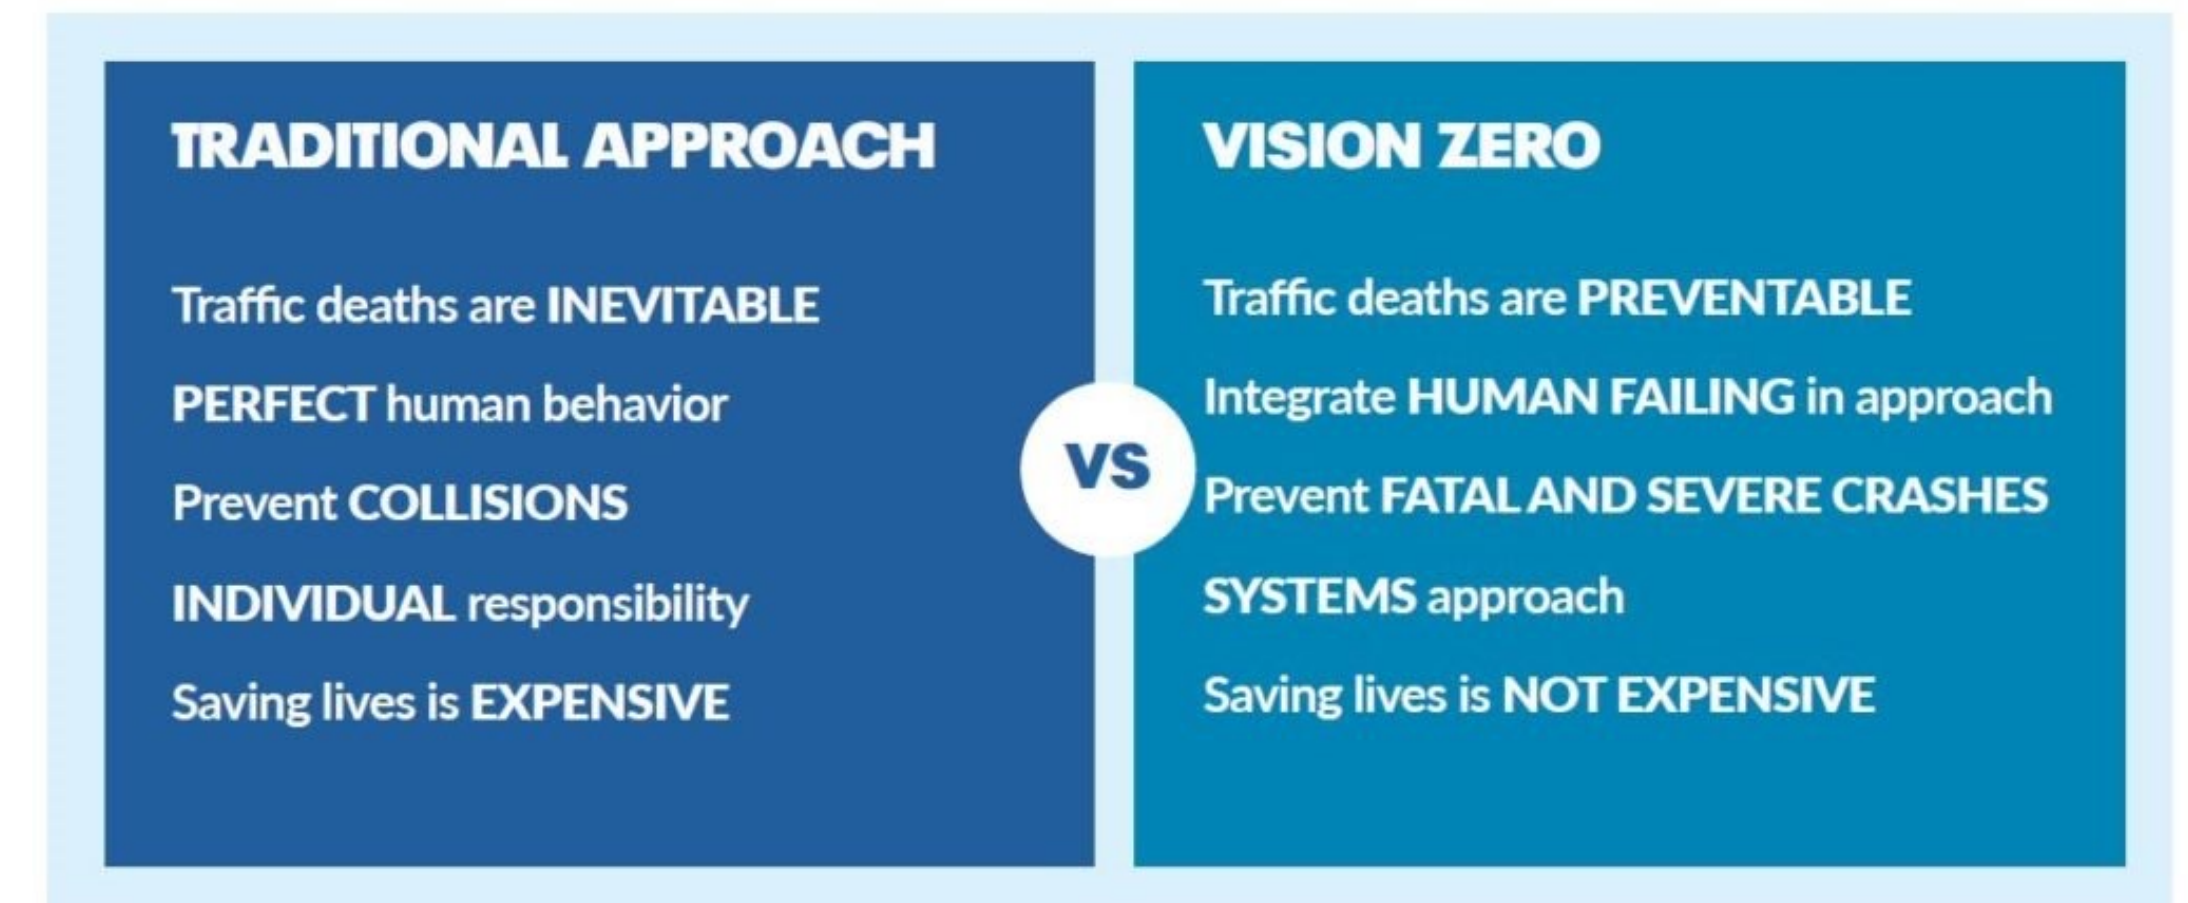 TRADITIONAL APPROACH
Traffic deaths are INEVITABLE
PERFECT human behavior
Prevent COLLISIONS
INDIVIDUAL responsibility
Saving lives is EXPENSIVE
VS
VISION ZERO
Traffic deaths are PREVENTABLE
Integrate HUMAN FAILING in approach
Prevent FATAL AND SEVERE CRASHES
SYSTEMS approach
Saving lives is NOT EXPENSIVE